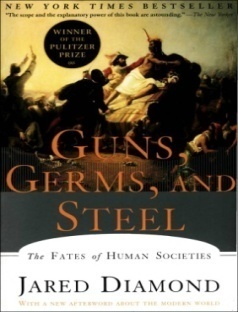 NEW YORK TIMES BESTSELLER
"The scope and the explanatory power of this book are astounding." —The New Yorker
WINNER
OF THE
PULITZER
PRIZE
GUNS,
GERMS, AND
STEEL
The FATES OF HUMAN SOCIETIES
JARED DIAMOND
WITH A NEW AFTERWORD ABOUT THE MODERN WORLD